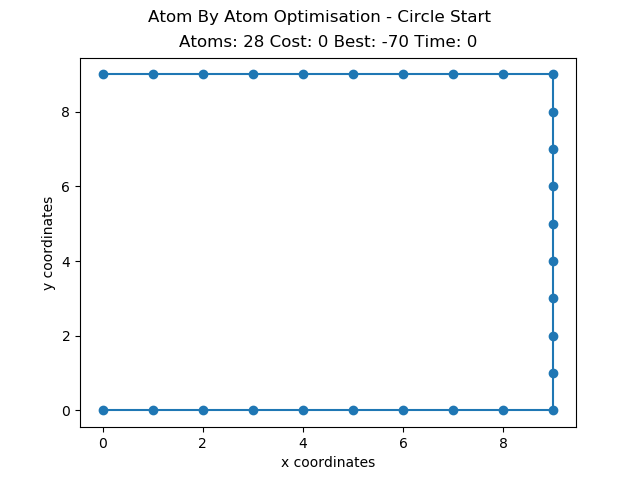 Atom By Atom Optimisation - Circle Start
Atoms: 28 Cost: 0 Best: -70 Time: 0
8
6
4
2
0
y coordinates
0 2 4 6 8
x coordinates